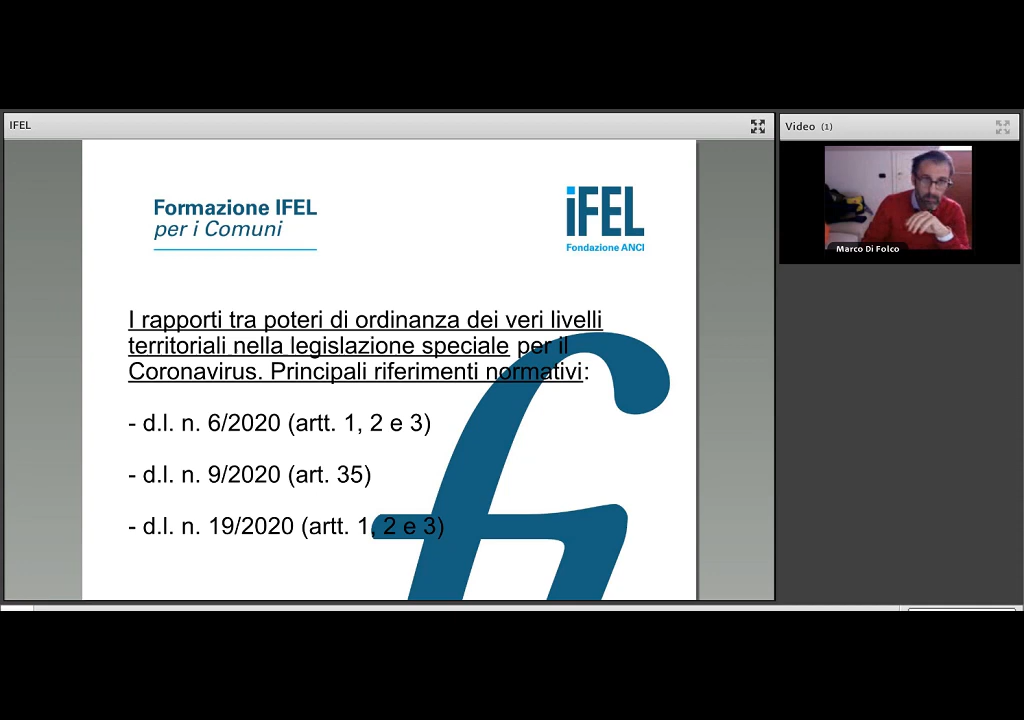 IFEL
Video (1)
Formazione IFEL
per i Comuni
iFEL
Fondazione ANCI
Marco Di Folco
I rapporti tra poteri di ordinanza dei veri livelli
territoriali nella legislazione speciale per il
Coronavirus. Principali riferimenti normativi:
- d.l. n. 6/2020 (artt. 1, 2 e 3)
- d.l. n. 9/2020 (art. 35)
- d.l. n. 19/2020 (artt. 1, 2 e 3)